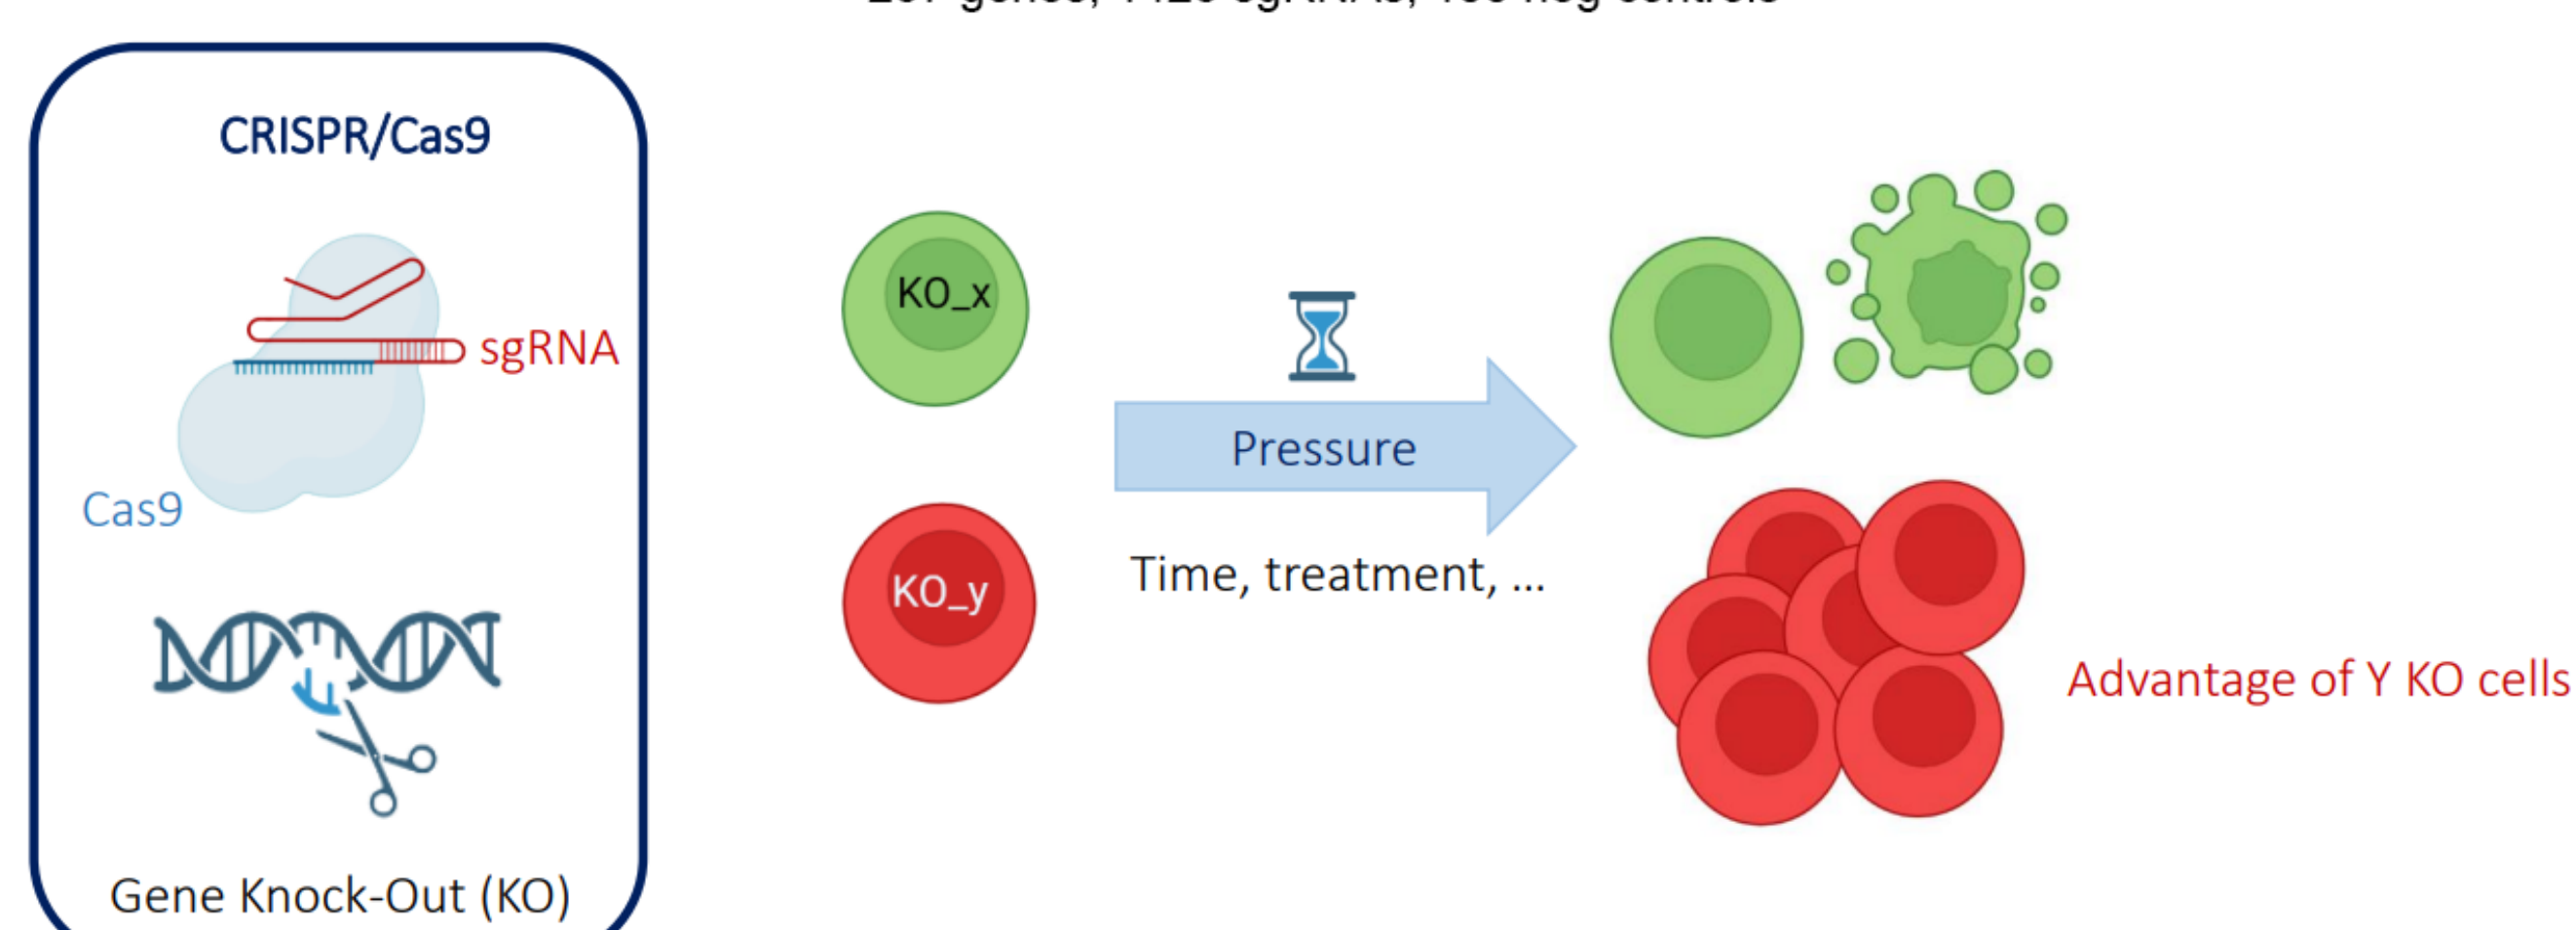 CRISPR/Cas9
sgRNA
Cas9
Gene Knock-Out (KO)
KO_x
KO_y
Pressure
Time, treatment, ...
Advantage of Y KO cells